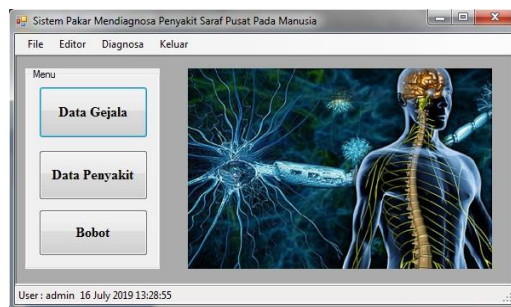 Sistem Pakar Mendiagnosa Penyakit Saraf Pusat Pada Manusia
File Editor Diagnosa Keluar
Menu
Data Gejala
Data Penyakit
Bobot
User : admin 16 July 2019 13:28:55